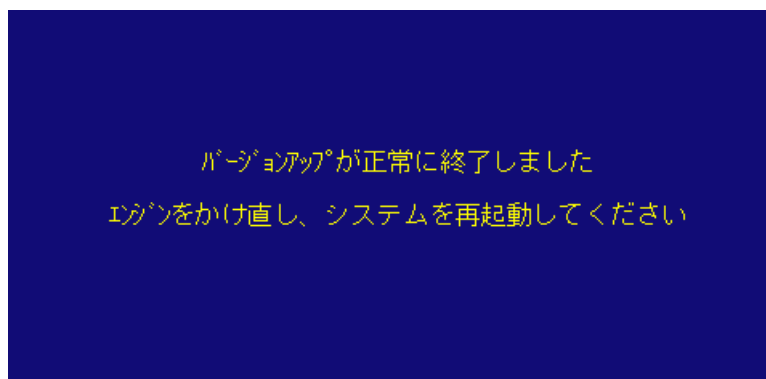 ﾊﾞｰｼﾞｮﾝｱｯﾌﾟが正常に終了しました
ｴﾝｼﾞﾝをかけ直し、システムを再起動してください